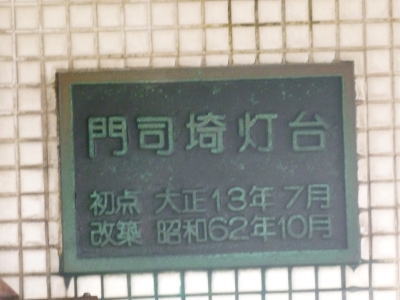 門司埼灯台
初点 大正13年 7月
改築 昭和62年10月